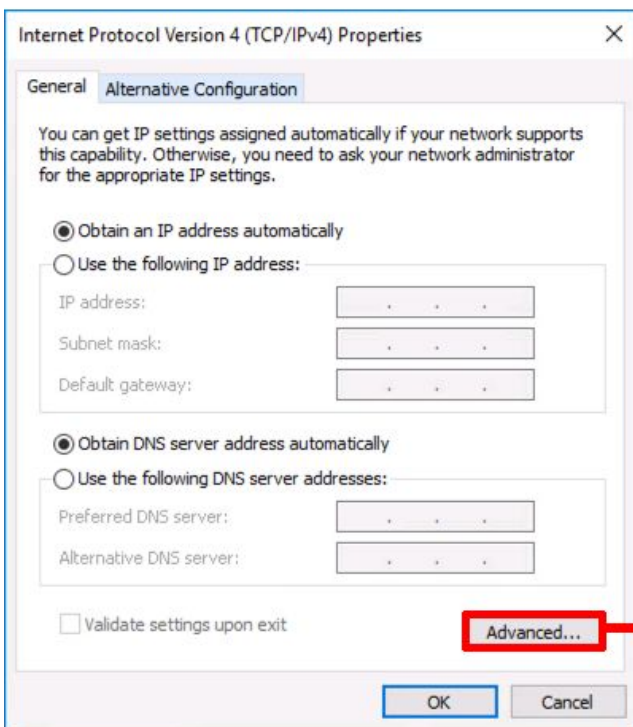 Internet Protocol Version 4 (TCP/IPv4) Properties
General
Alternative Configuration
You can get IP settings assigned automatically if your network supports
this capability. Otherwise, you need to ask your network administrator
for the appropriate IP settings.
Obtain an IP address automatically
Use the following IP address:
IP address:
Subnet mask:
Default gateway:
Obtain DNS server address automatically
Use the following DNS server addresses:
Preferred DNS server:
Alternative DNS server:
Validate settings upon exit
Advanced...
OK
Cancel